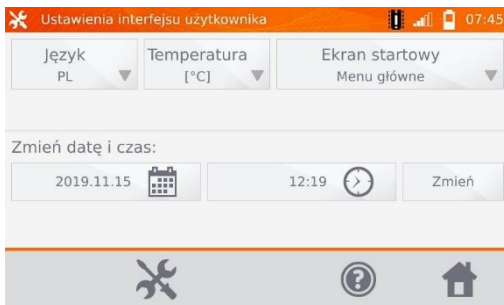 Ustawienia interfejsu użytkownika 07:45
Język Temperatura Ekran startowy
PL [°C] Menu główne
Zmień datę i czas:
2019.11.15 12:19 Zmień